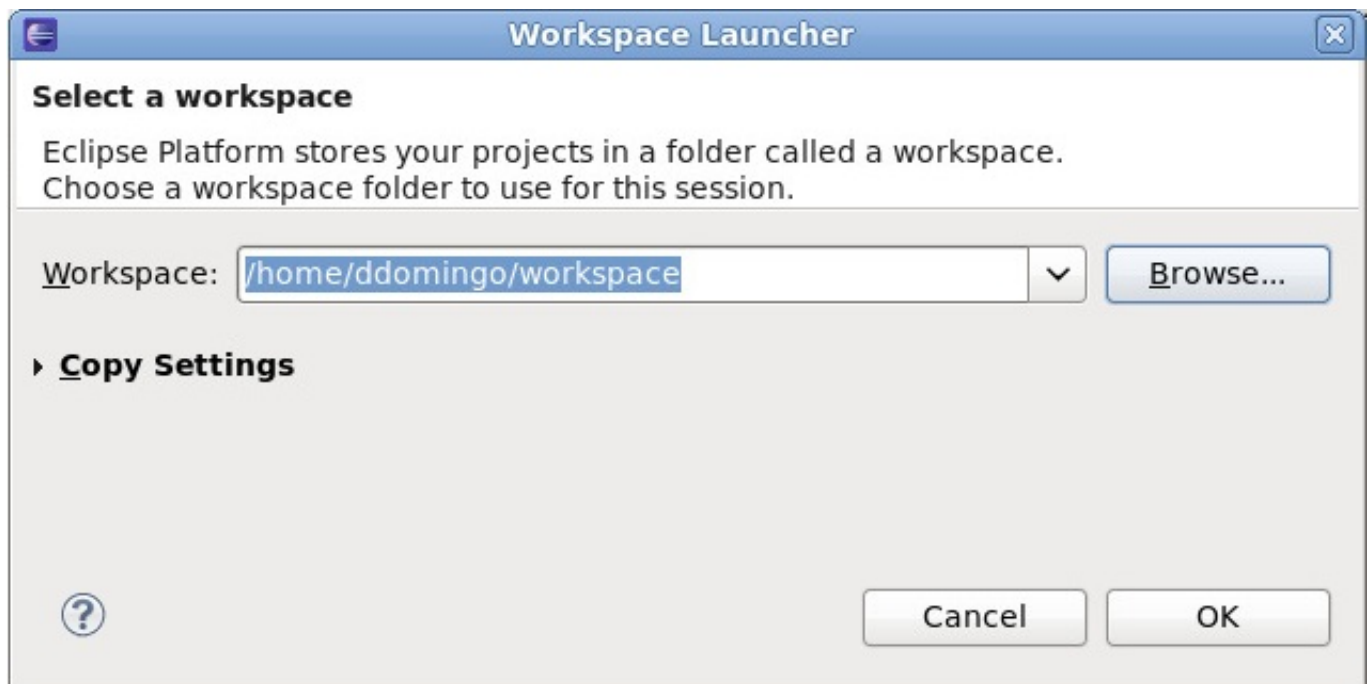 Workspace Launcher
Select a workspace
Eclipse Platform stores your projects in a folder called a workspace.
Choose a workspace folder to use for this session.
Workspace: /home/ddomingo/workspace Browse...
Copy Settings
?
Cancel OK